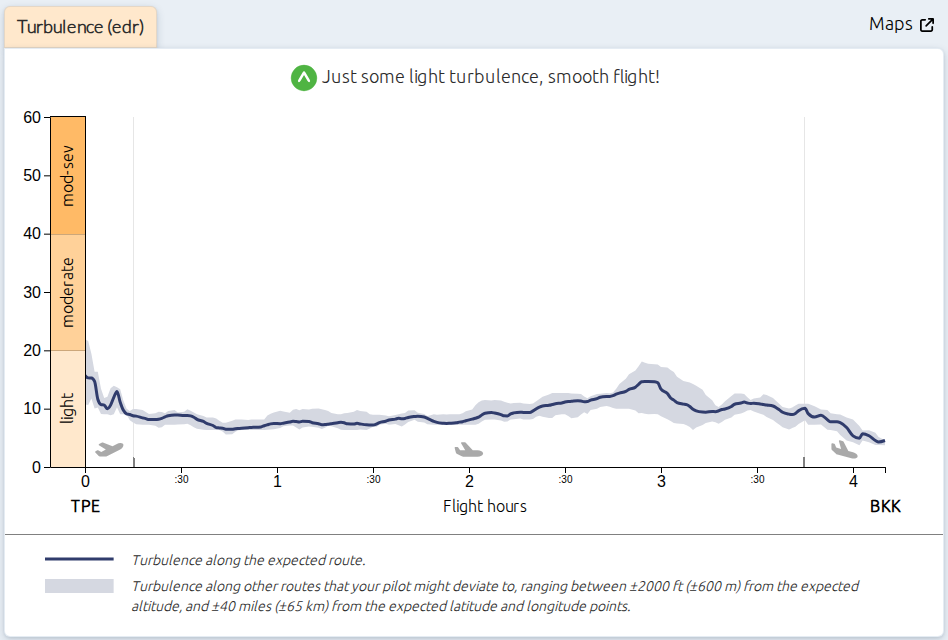 Turbulence (edr)
Maps
Just some light turbulence, smooth flight!
60
50
40
30
20
10
0
mod-sev
moderate
light
0 :30 1 :30 2 :30 3 :30 4
TPE Flight hours BKK
Turbulence along the expected route.
Turbulence along other routes that your pilot might deviate to, ranging between ±2000 ft (±600 m) from the expected
altitude, and ±40 miles (±65 km) from the expected latitude and longitude points.